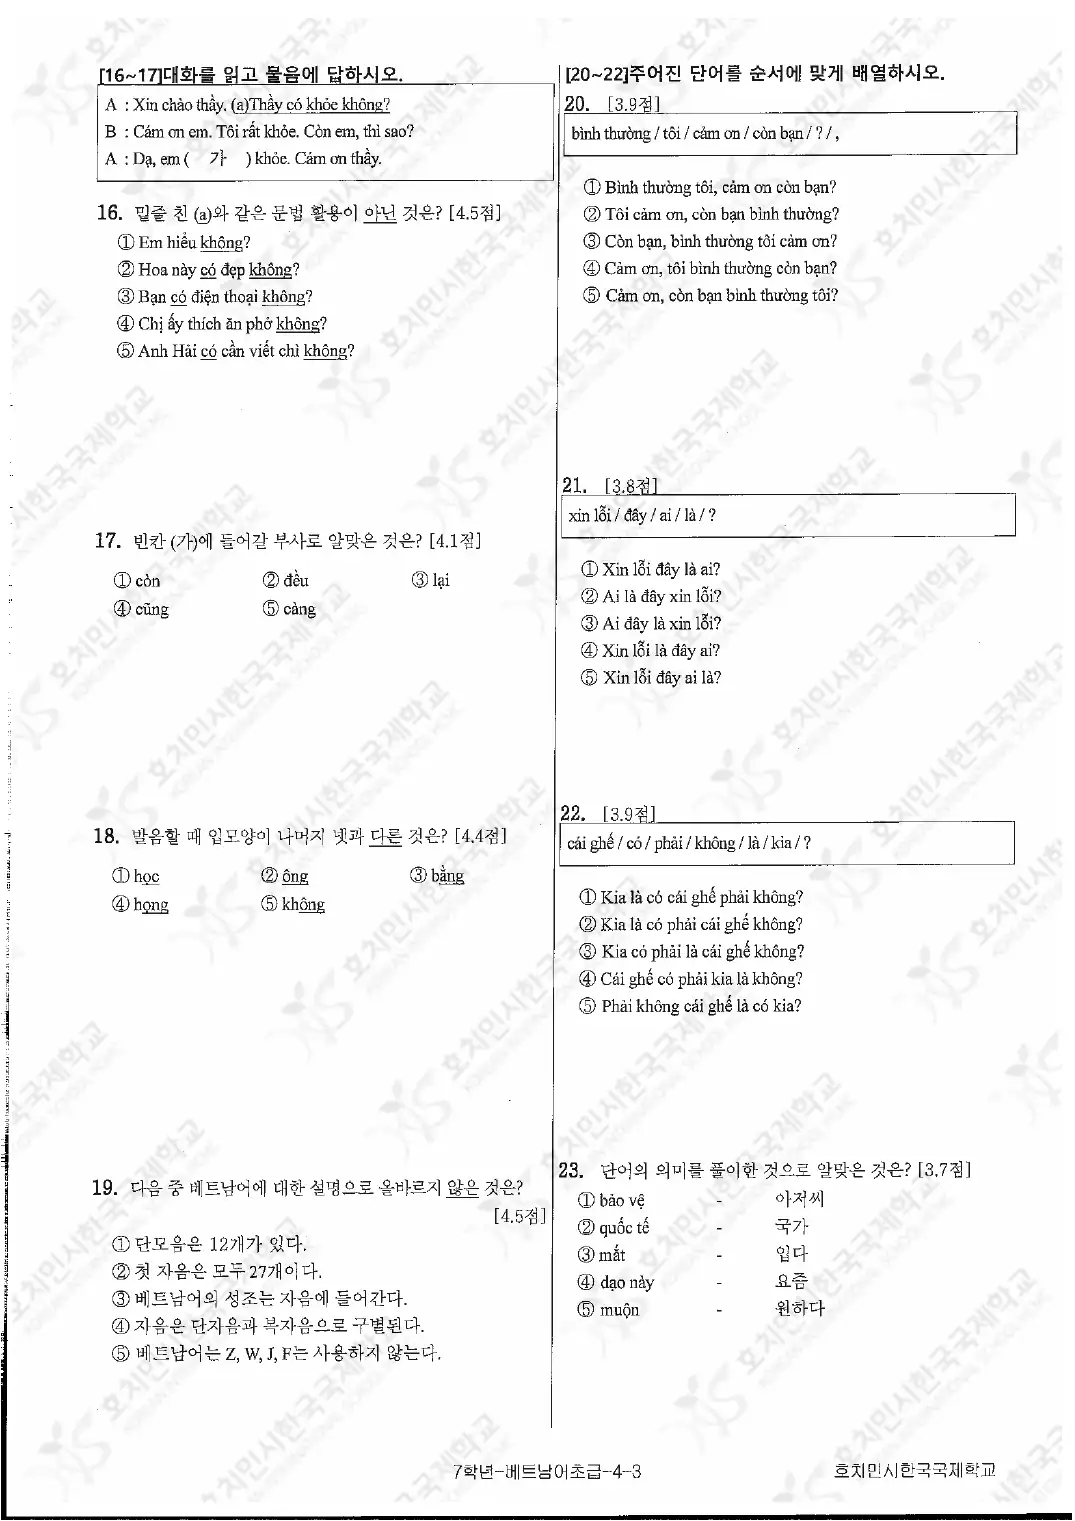 [16~17]대화를 읽고 물음에 답하시오.
A : Xin chào thầy. (a)Thầy có khỏe không?
B : Cám ơn em. Tôi rất khỏe. Còn em, thì sao?
A : Dạ, em ( 가 ) khỏe. Cám ơn thầy.
16. 밑줄 친 (a)와 같은 문법 활용이 아닌 것은? [4.5점]
① Em hiểu không?
② Hoa này có đẹp không?
③ Bạn có điện thoại không?
④ Chị ấy thích ăn phở không?
⑤ Anh Hải có cần viết chì không?
17. 빈칸 (가)에 들어갈 부사로 알맞은 것은? [4.1점]
① còn ② đều ③ lại
④ cũng ⑤ càng
18. 발음할 때 입모양이 나머지 넷과 다른 것은? [4.4점]
① học ② ông ③ bằng
④ họng ⑤ không
19. 다음 중 베트남어에 대한 설명으로 올바르지 않은 것은?
[4.5점]
① 단모음은 12개가 있다.
② 첫 자음은 모두 27개이다.
③ 베트남어의 성조는 자음에 들어간다.
④ 자음은 단자음과 복자음으로 구별된다.
⑤ 베트남어는 Z, W, J, F는 사용하지 않는다.
[20~22]주어진 단어를 순서에 맞게 배열하시오.
20. [3.9점]
bình thường / tôi / cảm ơn / còn bạn / ? / ,
① Bình thường tôi, cảm ơn còn bạn?
② Tôi cảm ơn, còn bạn bình thường?
③ Còn bạn, bình thường tôi cảm ơn?
④ Cảm ơn, tôi bình thường còn bạn?
⑤ Cảm ơn, còn bạn bình thường tôi?
21. [3.8점]
xin lỗi / đây / ai / là / ?
① Xin lỗi đây là ai?
② Ai là đây xin lỗi?
③ Ai đây là xin lỗi?
④ Xin lỗi là đây ai?
⑤ Xin lỗi đây ai là?
22. [3.9점]
cái ghế / có / phải / không / là / kia / ?
① Kia là có cái ghế phải không?
② Kia là có phải cái ghế không?
③ Kia có phải là cái ghế không?
④ Cái ghế có phải kia là không?
⑤ Phải không cái ghế là có kia?
23. 단어의 의미를 풀이한 것으로 알맞은 것은? [3.7점]
① bảo vệ - 아저씨
② quốc tế - 국가
③ mắt - 입다
④ dạo này - 요즘
⑤ muộn - 원하다
7학년-베트남어초급-4-3
호치민시한국국제학교